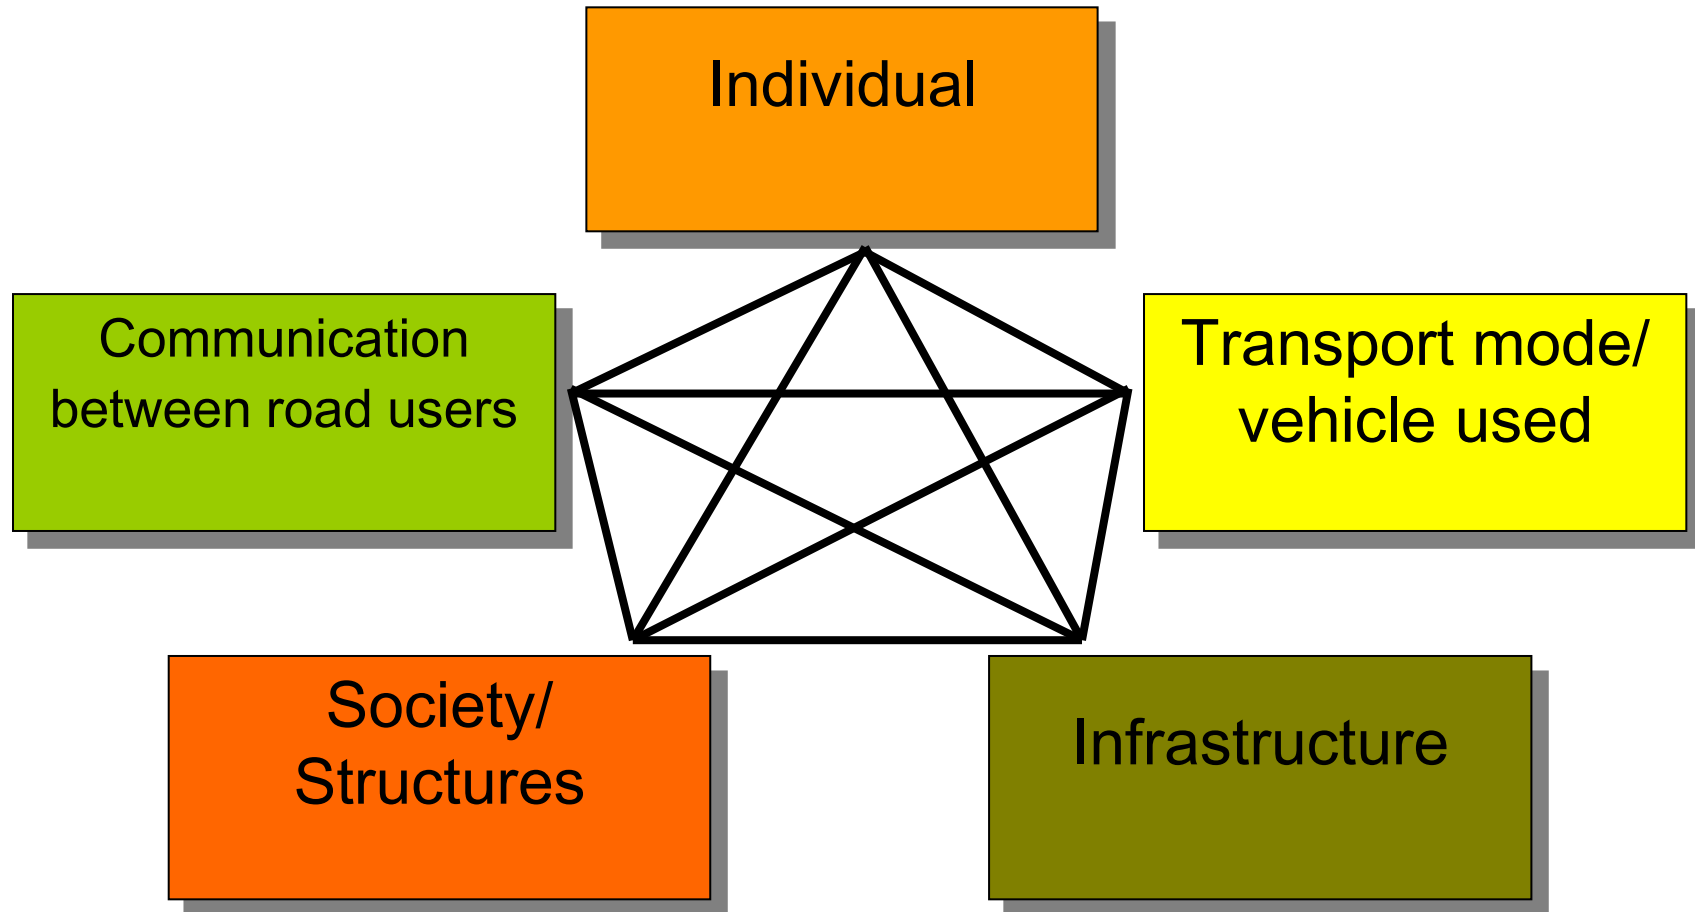 Individual
Communication
between road users
Transport mode/
vehicle used
Society/
Structures
Infrastructure